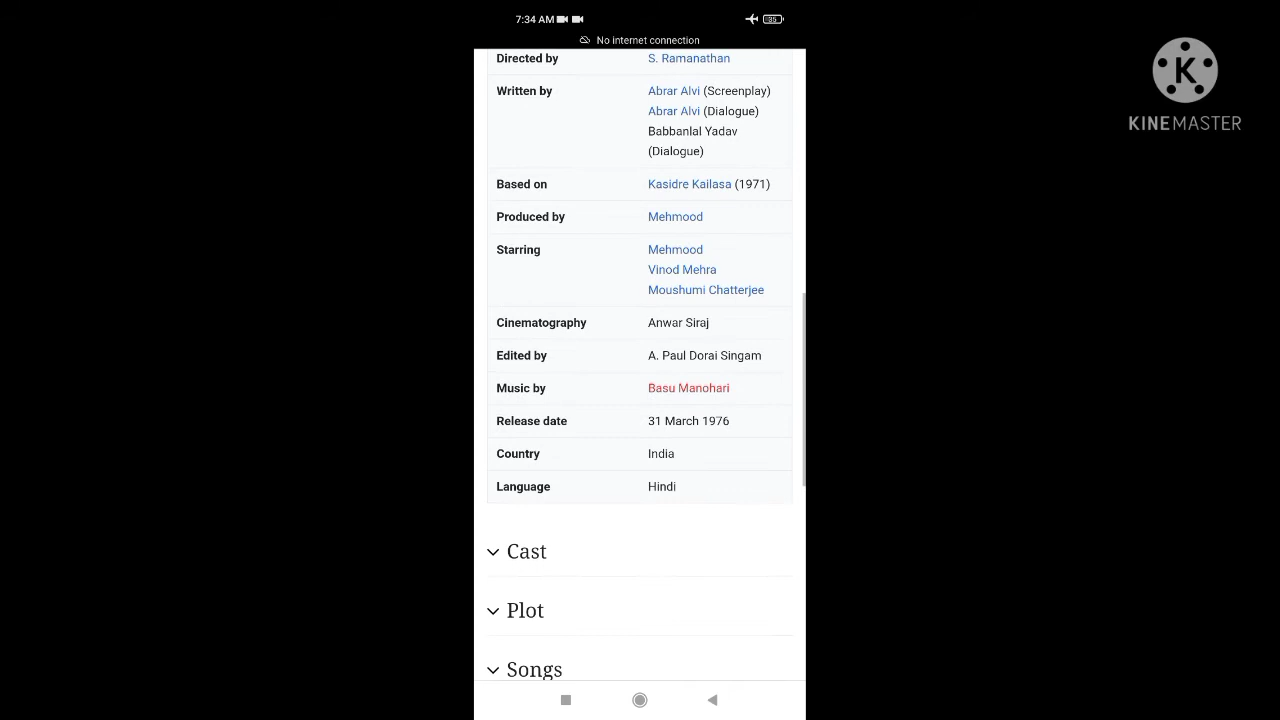 7:34 AM
35
No internet connection
Directed by S. Ramanathan
Written by Abrar Alvi (Screenplay)
Abrar Alvi (Dialogue)
Babbanlal Yadav
(Dialogue)
Based on Kasidre Kailasa (1971)
Produced by Mehmood
Starring Mehmood
Vinod Mehra
Moushumi Chatterjee
Cinematography Anwar Siraj
Edited by A. Paul Dorai Singam
Music by Basu Manohari
Release date 31 March 1976
Country India
Language Hindi
Cast
Plot
Songs
K
KINEMASTER